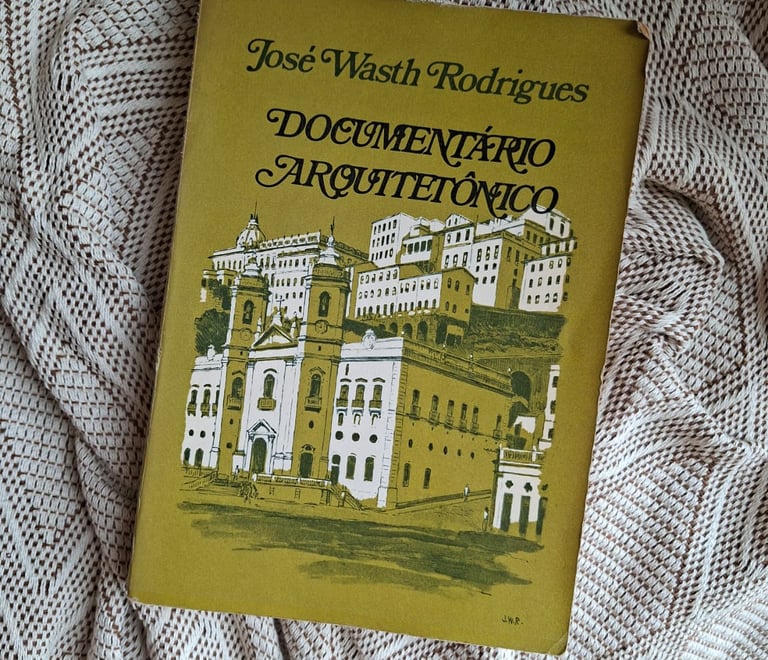 José Wasth Rodrigues
DOCUMENTÁRIO
ARQUITETÔNICO
J.W.R.